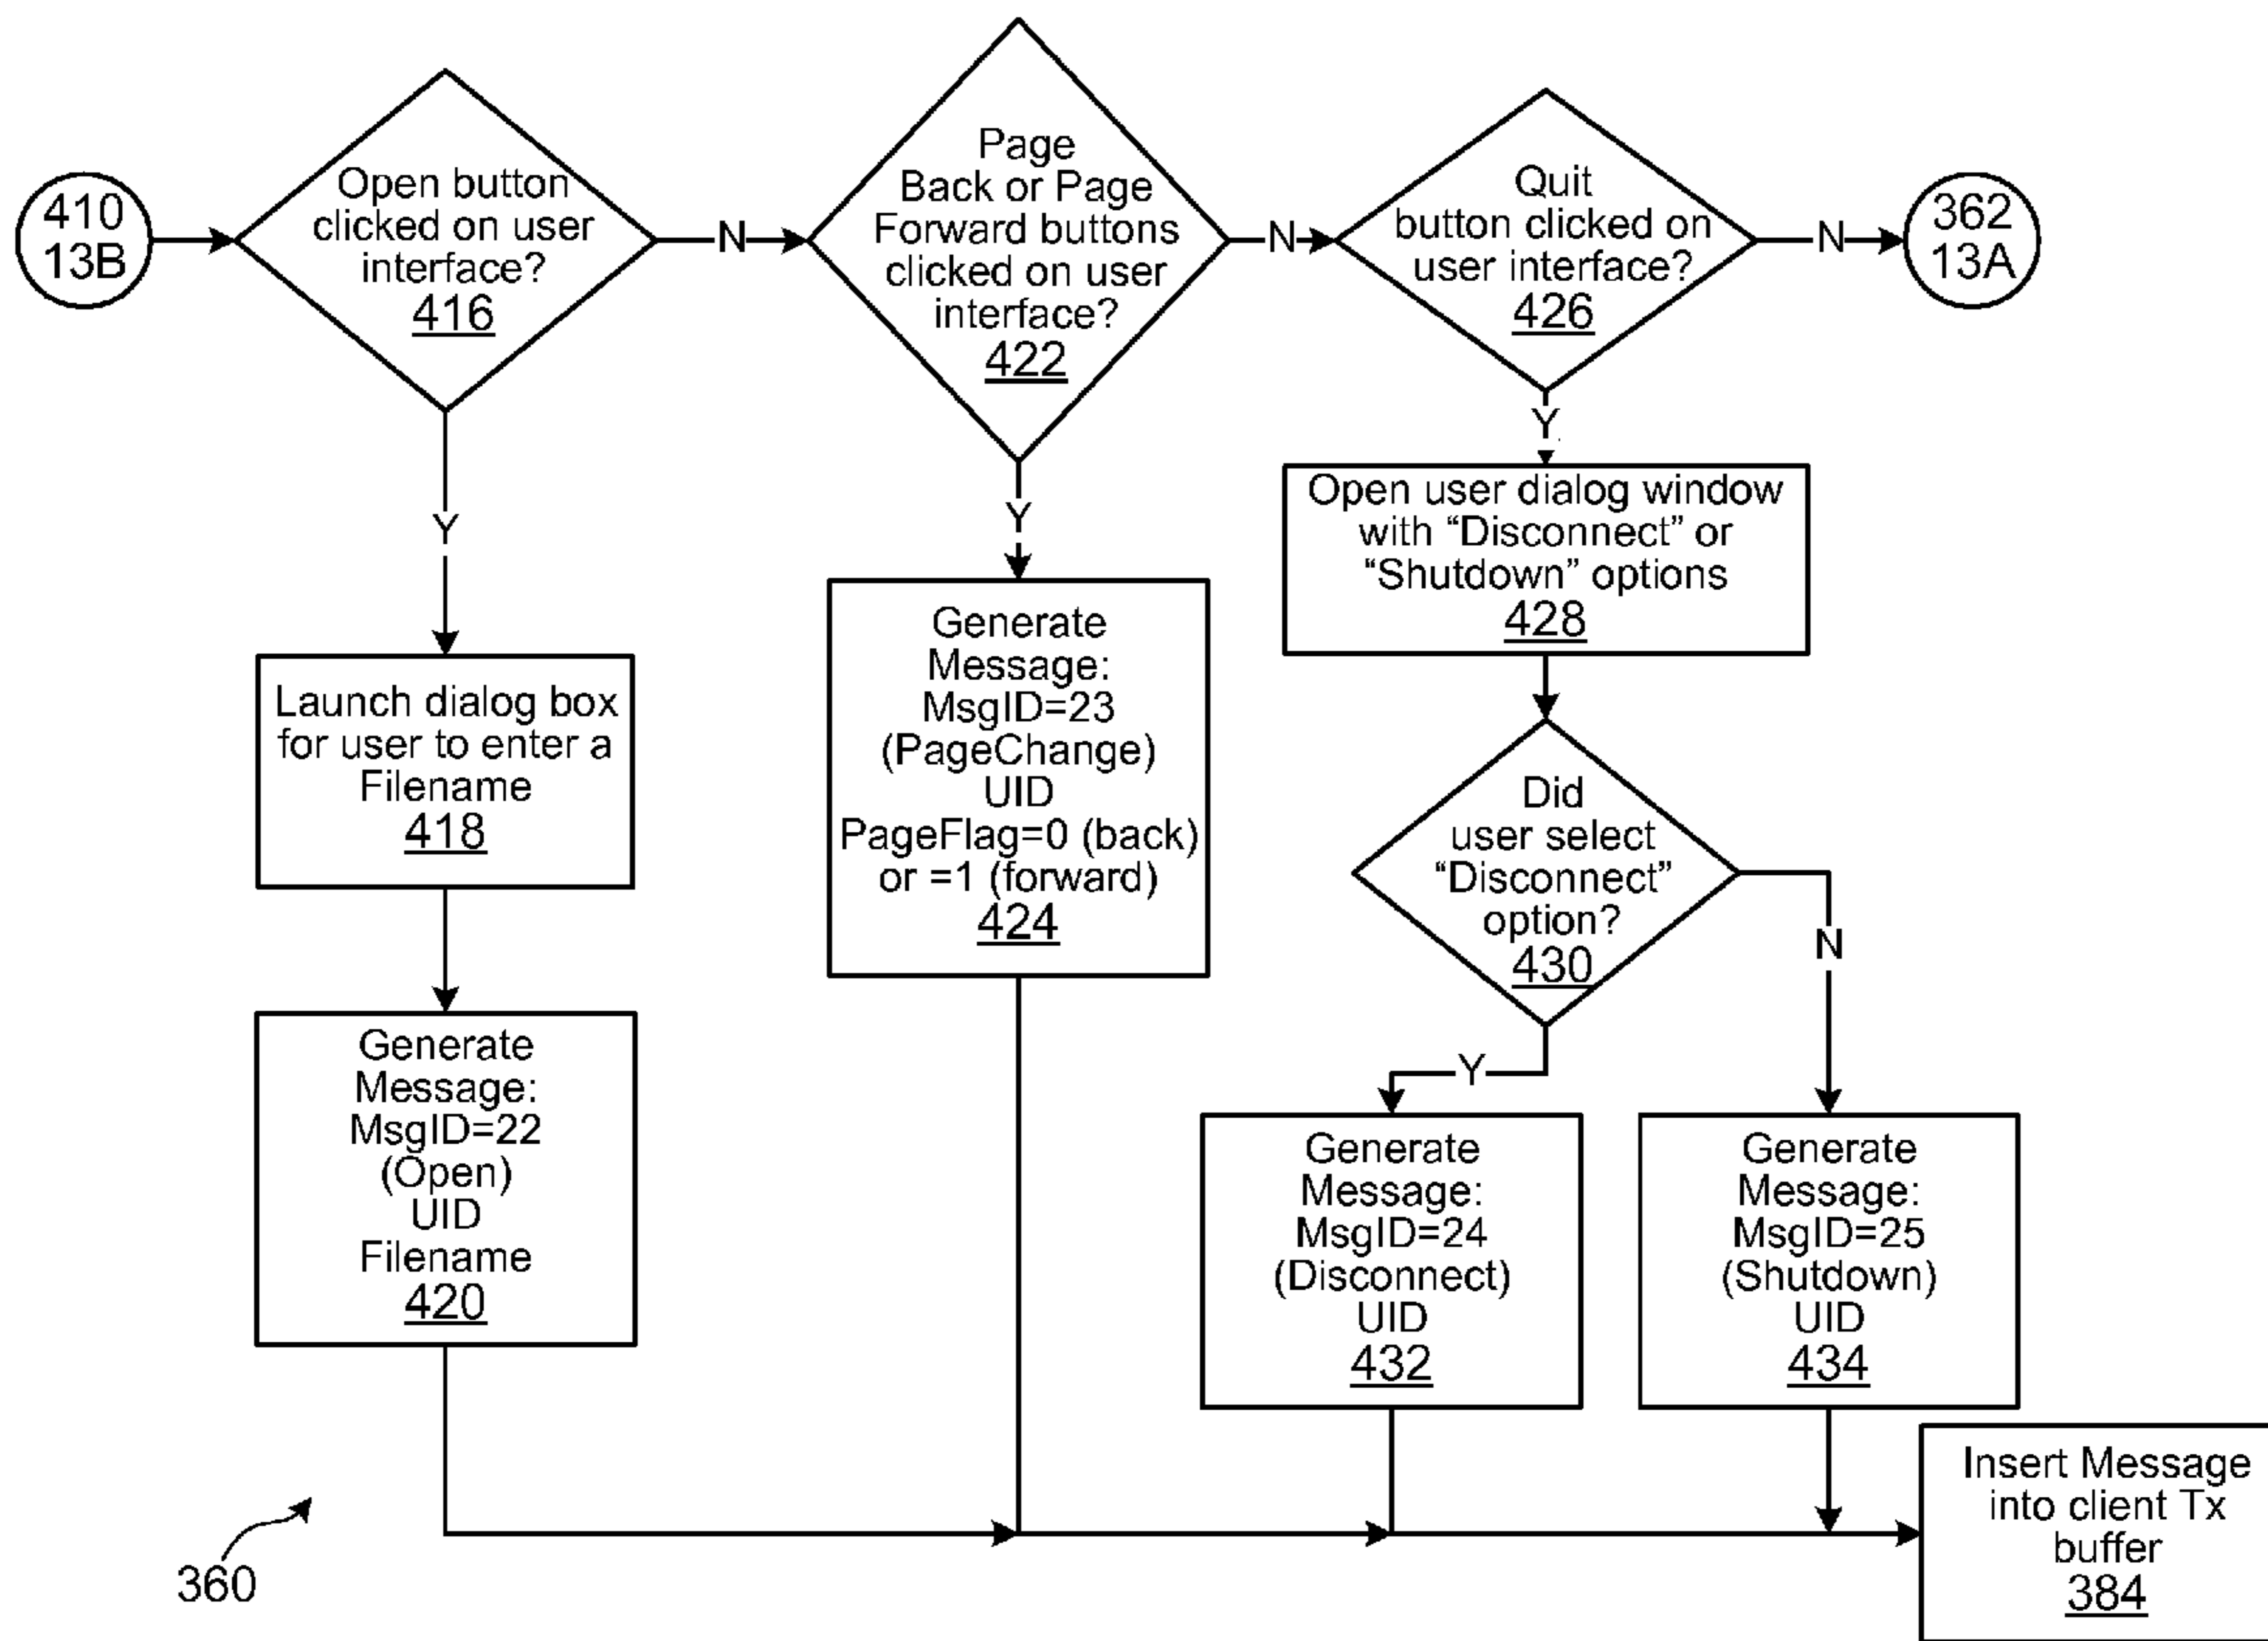 410
13B
Open button
clicked on user
interface?
416
N
Page
Back or Page
Forward buttons
clicked on user
interface?
422
N
Quit
button clicked on
user interface?
426
N
362
13A
Y
Launch dialog box
for user to enter a
Filename
418
Generate
Message:
MsgID=22
(Open)
UID
Filename
420
Y
Generate
Message:
MsgID=23
(PageChange)
UID
PageFlag=0 (back)
or =1 (forward)
424
Y
Open user dialog window
with “Disconnect” or
“Shutdown” options
428
Did
user select
“Disconnect”
option?
430
N
Y
Generate
Message:
MsgID=24
(Disconnect)
UID
432
Generate
Message:
MsgID=25
(Shutdown)
UID
434
Insert Message
into client Tx
buffer
384
360